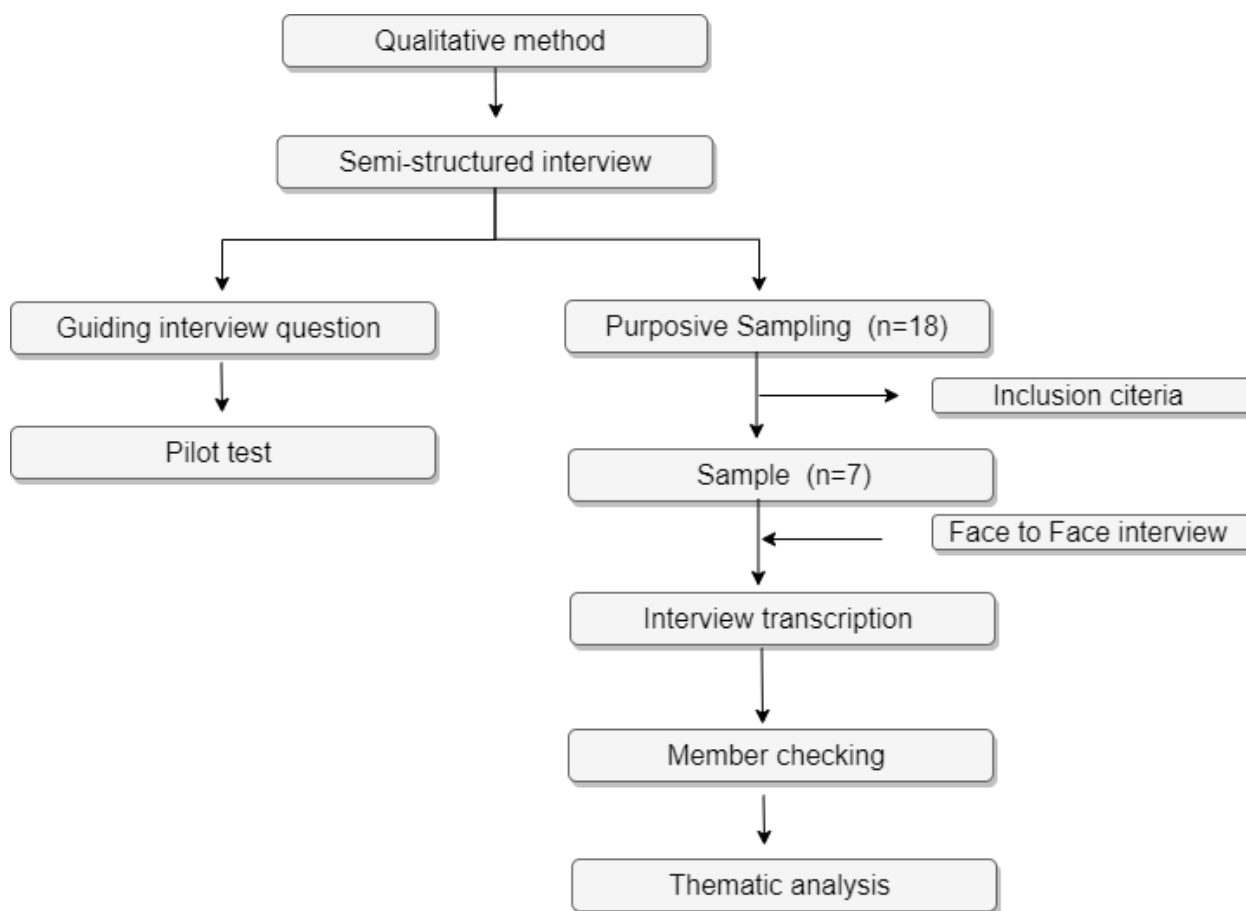 Qualitative method
Semi-structured interview
Guiding interview question
Purposive Sampling (n=18)
Inclusion citeria
Pilot test
Sample (n=7)
Face to Face interview
Interview transcription
Member checking
Thematic analysis